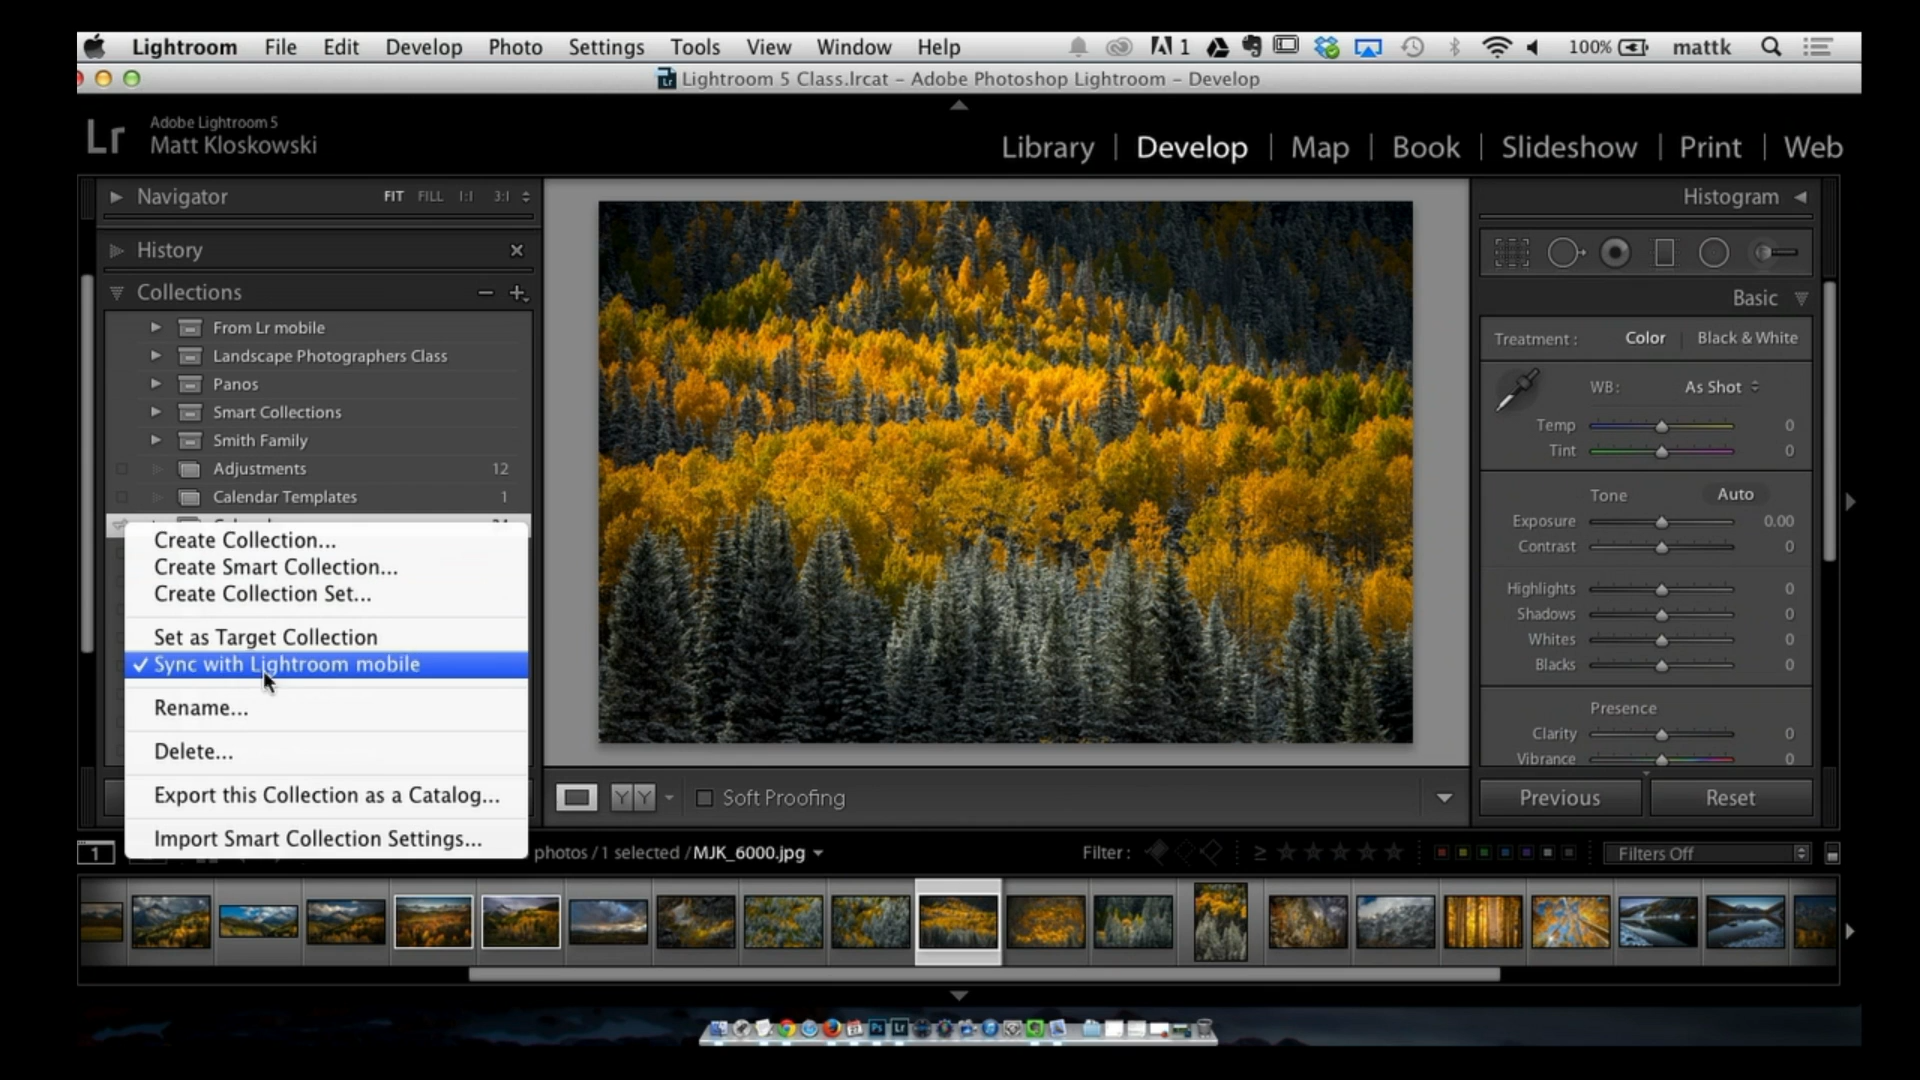 Lightroom File Edit Develop Photo Settings Tools View Window Help 1 100% mattk
Lightroom 5 Class.lrcat – Adobe Photoshop Lightroom – Develop
Lr
Adobe Lightroom 5
Matt Kloskowski
Library | Develop | Map | Book | Slideshow | Print | Web
Navigator FIT FILL 1:1 3:1
History
Collections
From Lr mobile
Landscape Photographers Class
Panos
Smart Collections
Smith Family
Adjustments 12
Calendar Templates 1
Create Collection...
Create Smart Collection...
Create Collection Set...
Set as Target Collection
✓ Sync with Lightroom mobile
Rename...
Delete...
Export this Collection as a Catalog...
Import Smart Collection Settings...
Histogram
Basic
Treatment : Color | Black & White
WB : As Shot
Temp 0
Tint 0
Tone Auto
Exposure 0.00
Contrast 0
Highlights 0
Shadows 0
Whites 0
Blacks 0
Presence
Clarity 0
Vibrance 0
Previous Reset
YY Soft Proofing
1 photos / 1 selected / MJK_6000.jpg Filter : ≥ Filters Off
Ps Lr